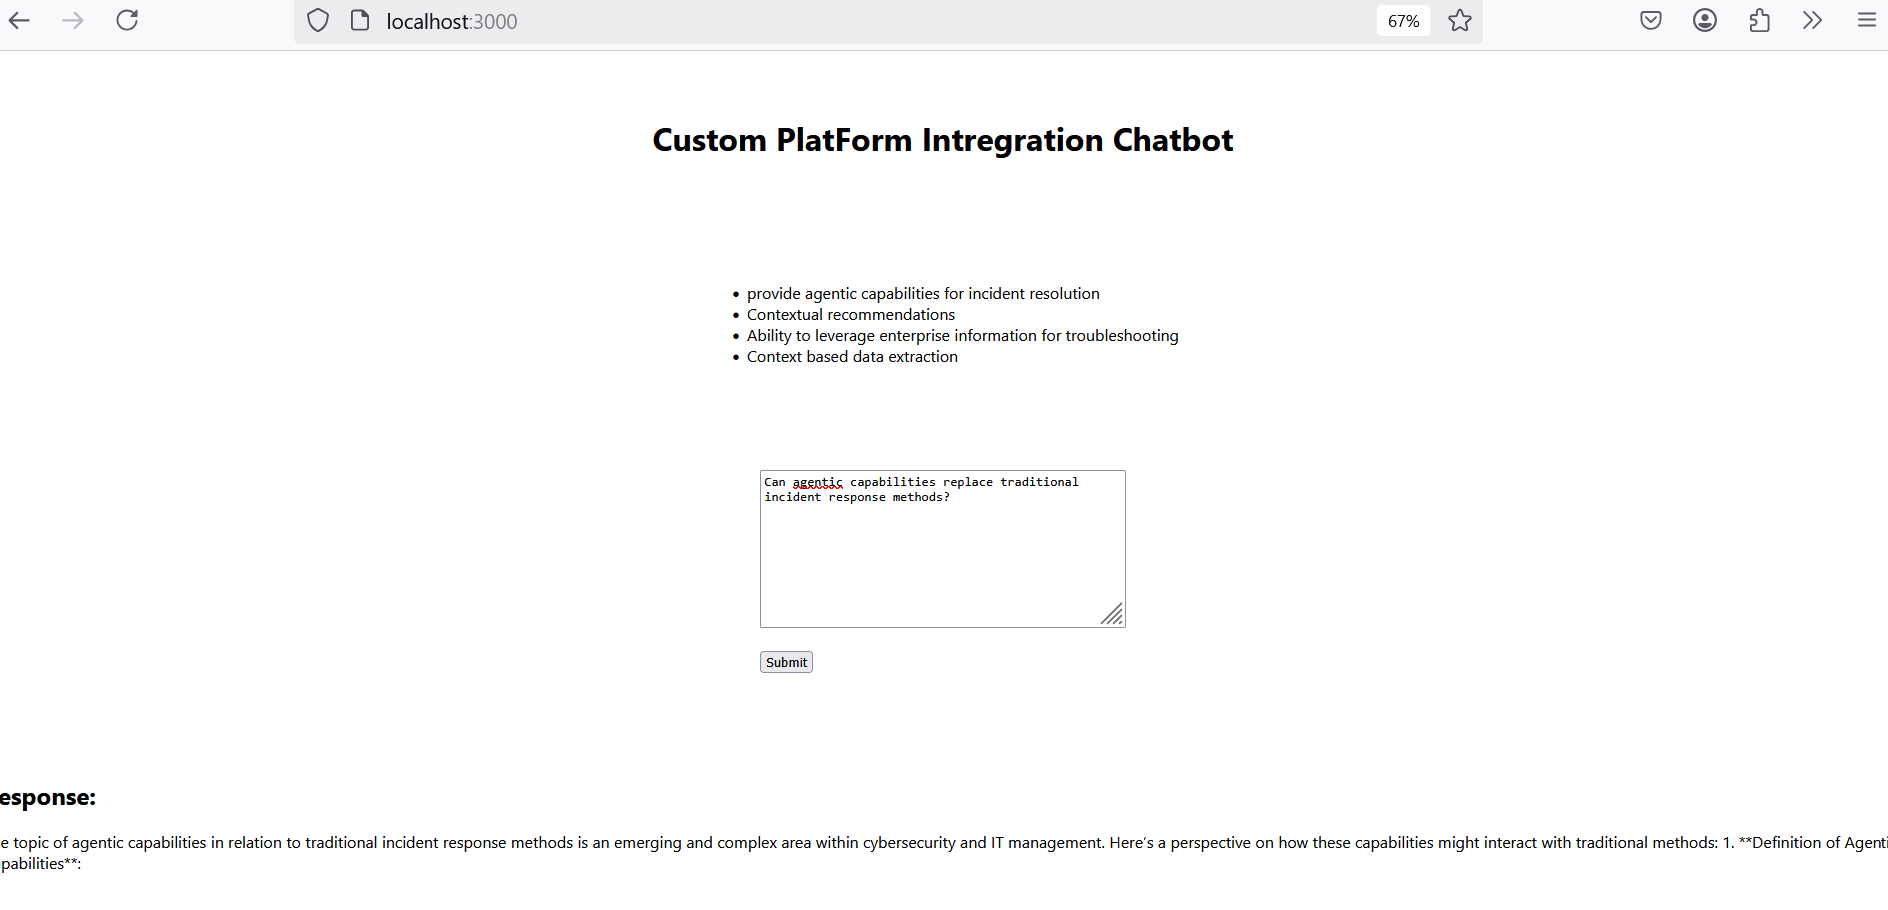 localhost:3000
67%
Custom PlatForm Intregration Chatbot
provide agentic capabilities for incident resolution
Contextual recommendations
Ability to leverage enterprise information for troubleshooting
Context based data extraction
Can agentic capabilities replace traditional
incident response methods?
Submit
esponse:
e topic of agentic capabilities in relation to traditional incident response methods is an emerging and complex area within cybersecurity and IT management. Here’s a perspective on how these capabilities might interact with traditional methods: 1. **Definition of Agenti
pabilities**: